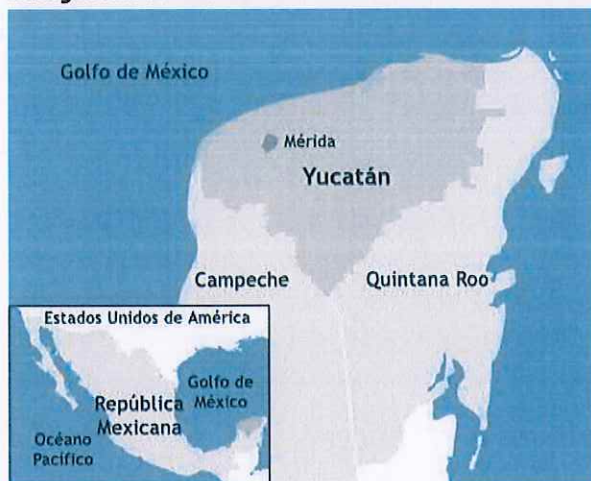 Golfo de México
Mérida
Yucatán
Campeche
Quintana Roo
Estados Unidos de América
Golfo de
México
República
Mexicana
Océano
Pacífico